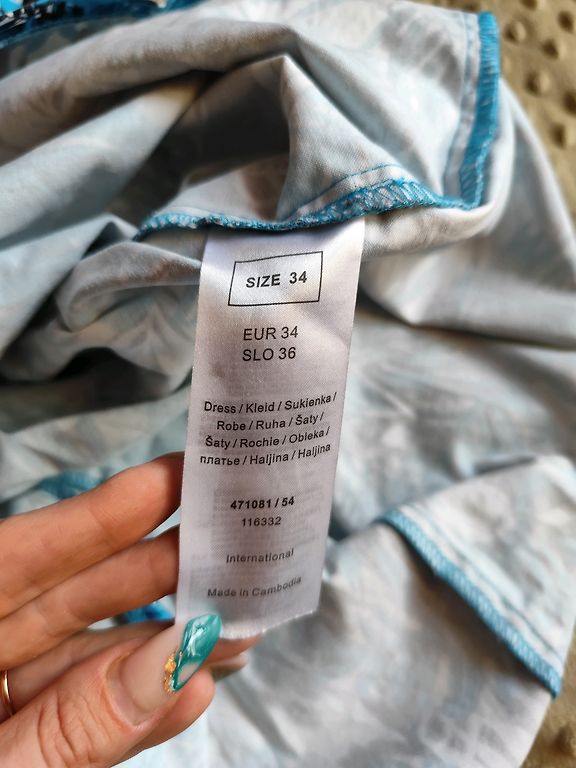 SIZE 34
EUR 34
SLO 36
Dress / Kleid / Sukienka /
Robe / Ruha / Šaty /
Šaty / Rochie / Obleka /
платье / Haljina / Haljina
471081 / 54
116332
International
Made in Cambodia